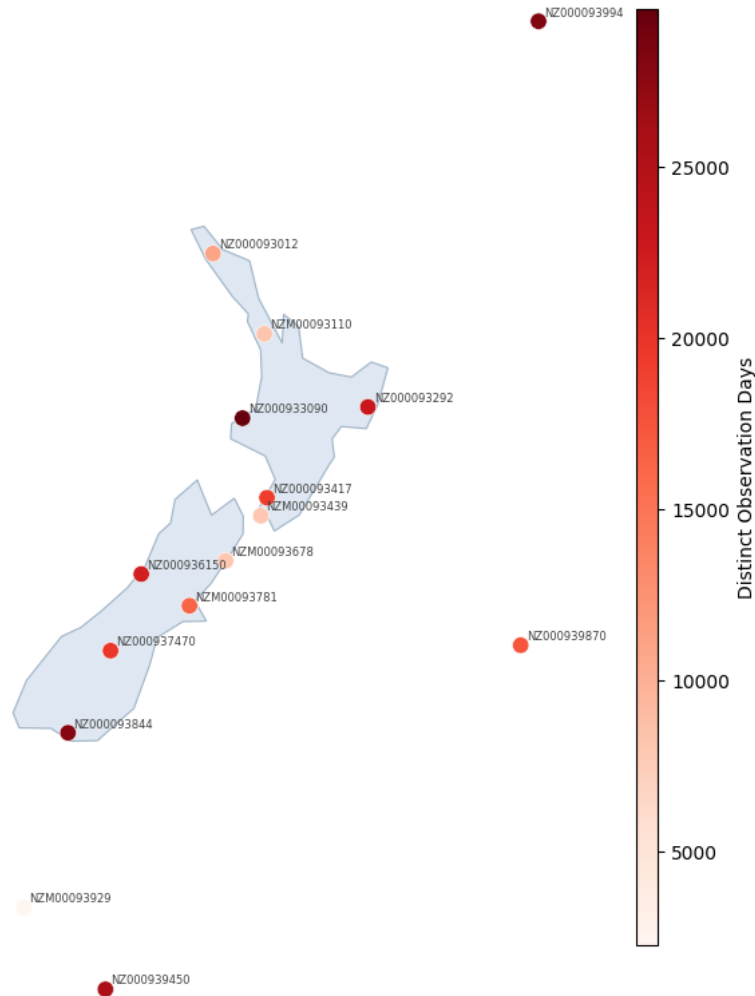 NZ000093994
NZ000093012
NZM00093110
NZ000093292
NZ000933090
NZ000093417
NZM00093439
NZM00093678
NZ000936150
NZM00093781
NZ000937470
NZ000939870
NZ000093844
NZM00093929
NZ000939450
25000
20000
15000
10000
5000
Distinct Observation Days